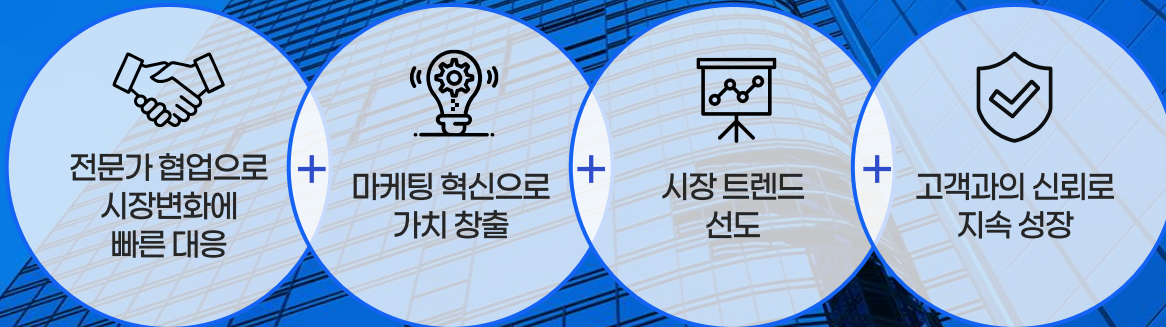 전문가 협업으로
시장변화에
빠른 대응
+
마케팅 혁신으로
가치 창출
+
시장 트렌드
선도
+
고객과의 신뢰로
지속 성장